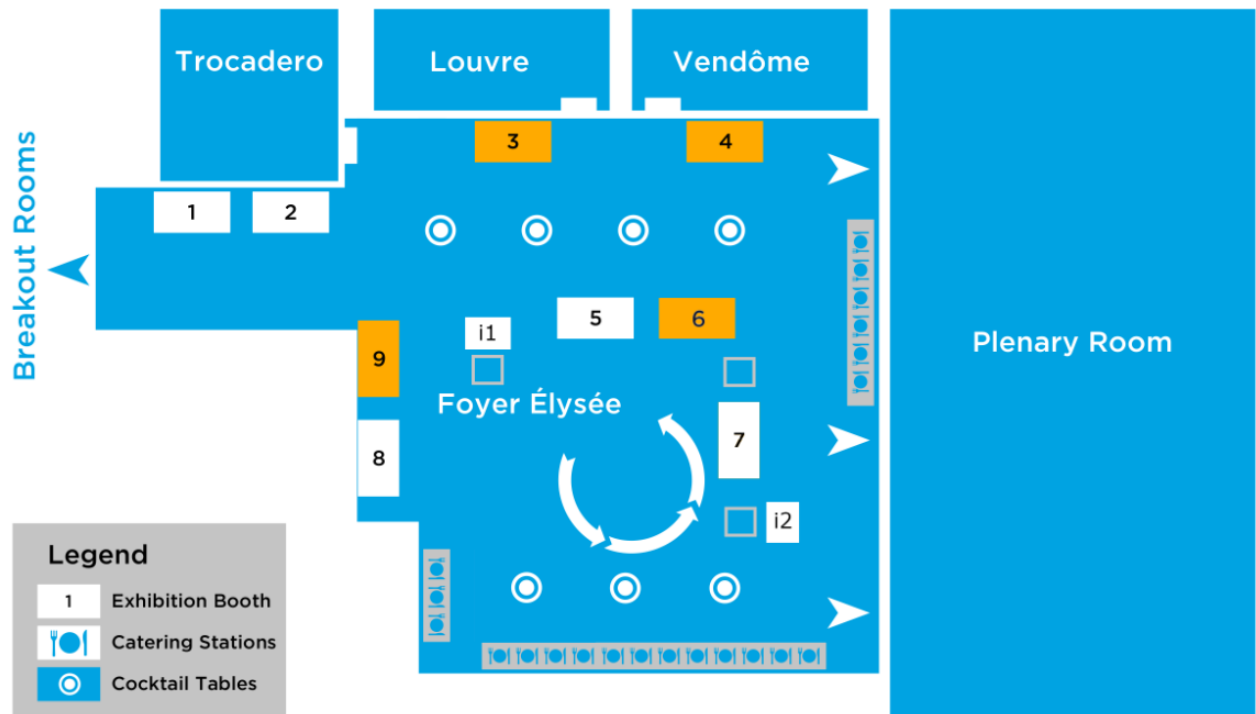 Trocadero
Louvre
Vendôme
3
4
1
2
Breakout Rooms
5
6
i1
9
Plenary Room
Foyer Élysée
7
8
i2
Legend
1 Exhibition Booth
Catering Stations
Cocktail Tables